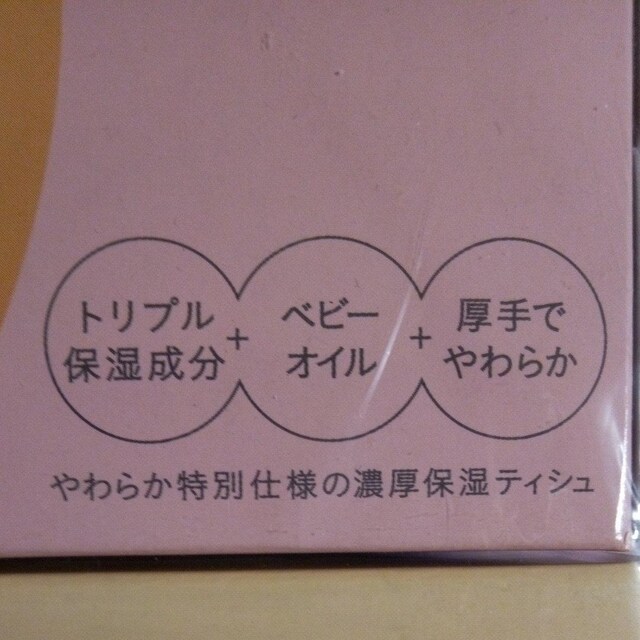 トリプル
保湿成分
+
ベビー
オイル
+
厚手で
やわらか
やわらか特別仕様の濃厚保湿ティシュ